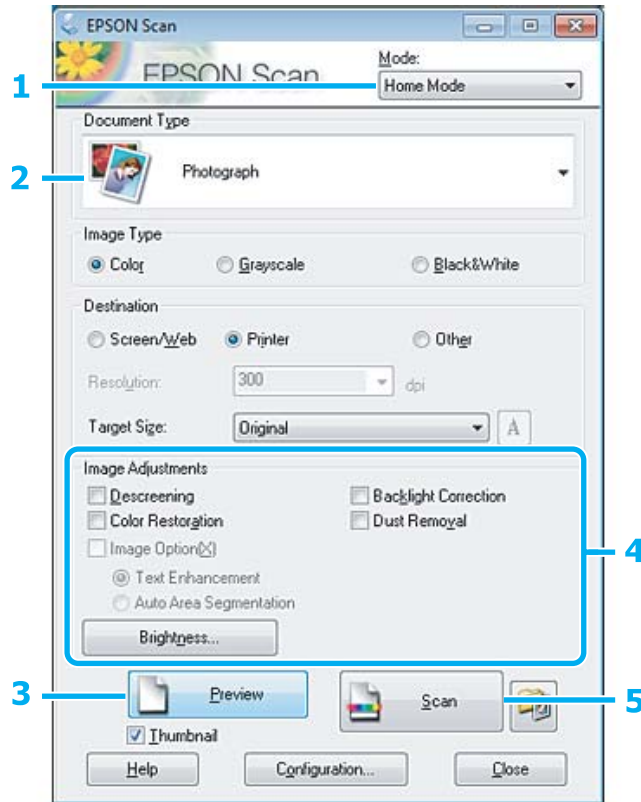 EPSON Scan
EPSON Scan
Mode:
1
Home Mode
Document Type
2
Photograph
Image Type
Color
Grayscale
Black&White
Destination
Screen/Web
Printer
Other
Resolution:
300
dpi
Target Size:
Original
A
Image Adjustments
Descreening
Backlight Correction
Color Restoration
Dust Removal
Image Option(X)
4
Text Enhancement
Auto Area Segmentation
Brightness...
3
Preview
Scan
5
Thumbnail
Help
Configuration...
Close